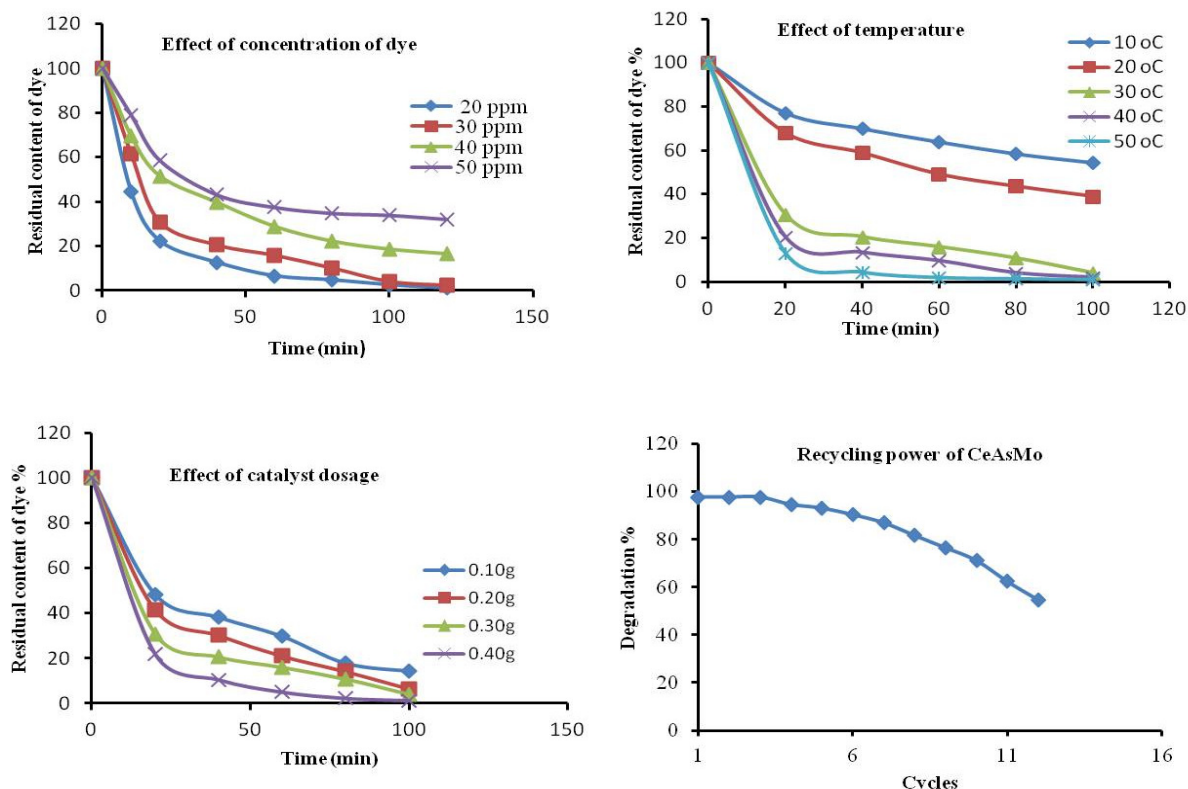 Effect of concentration of dye
Residual content of dye
120
100
80
60
40
20
0
0 50 100 150
Time (min)
20 ppm
30 ppm
40 ppm
50 ppm
Effect of temperature
Residual content of dye %
120
100
80
60
40
20
0
0 20 40 60 80 100 120
Time (min)
10 oC
20 oC
30 oC
40 oC
50 oC
Effect of catalyst dosage
Residual content of dye %
120
100
80
60
40
20
0
0 50 100 150
Time (min)
0.10g
0.20g
0.30g
0.40g
Recycling power of CeAsMo
Degradation %
120
100
80
60
40
20
0
1 6 11 16
Cycles